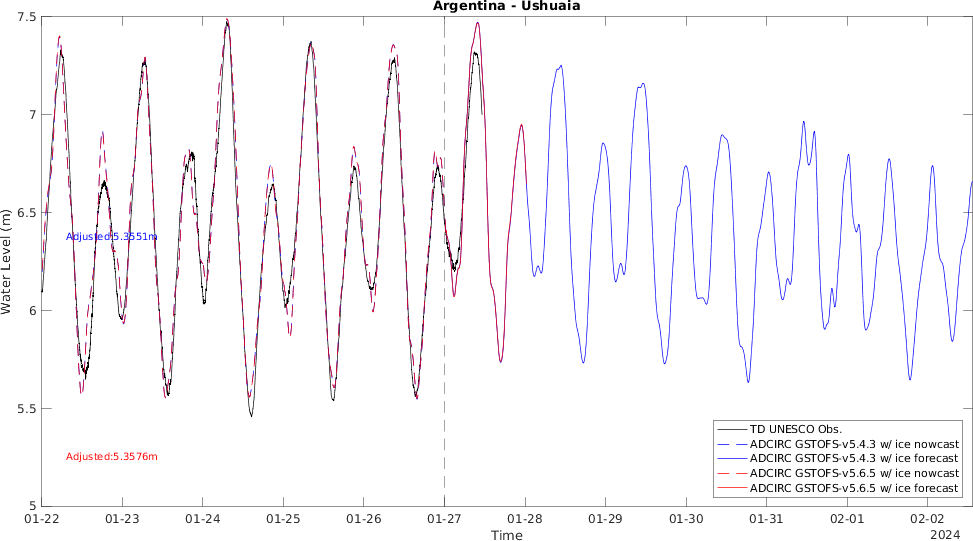 Argentina - Ushuaia
7.5
7
6.5
6
5.5
5
Water Level (m)
Adjusted:5.3551m
Adjusted:5.3576m
TD UNESCO Obs.
ADCIRC GSTOFS-v5.4.3 w/ ice nowcast
ADCIRC GSTOFS-v5.4.3 w/ ice forecast
ADCIRC GSTOFS-v5.6.5 w/ ice nowcast
ADCIRC GSTOFS-v5.6.5 w/ ice forecast
01-22 01-23 01-24 01-25 01-26 01-27 01-28 01-29 01-30 01-31 02-01 02-02
Time
2024